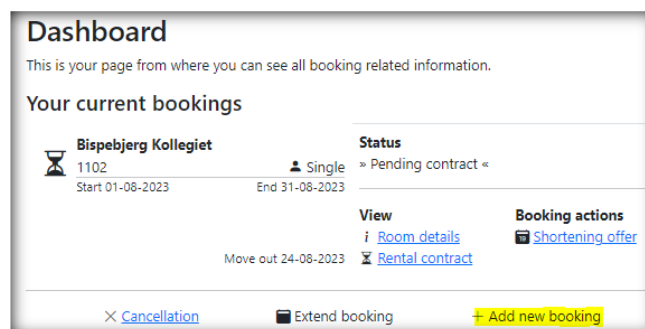 Dashboard
This is your page from where you can see all booking related information.
Your current bookings
Bispebjerg Kollegiet
1102 Single
Start 01-08-2023 End 31-08-2023
Move out 24-08-2023
Status
» Pending contract «
View
i Room details
Rental contract
Booking actions
19 Shortening offer
× Cancellation
Extend booking
+ Add new booking